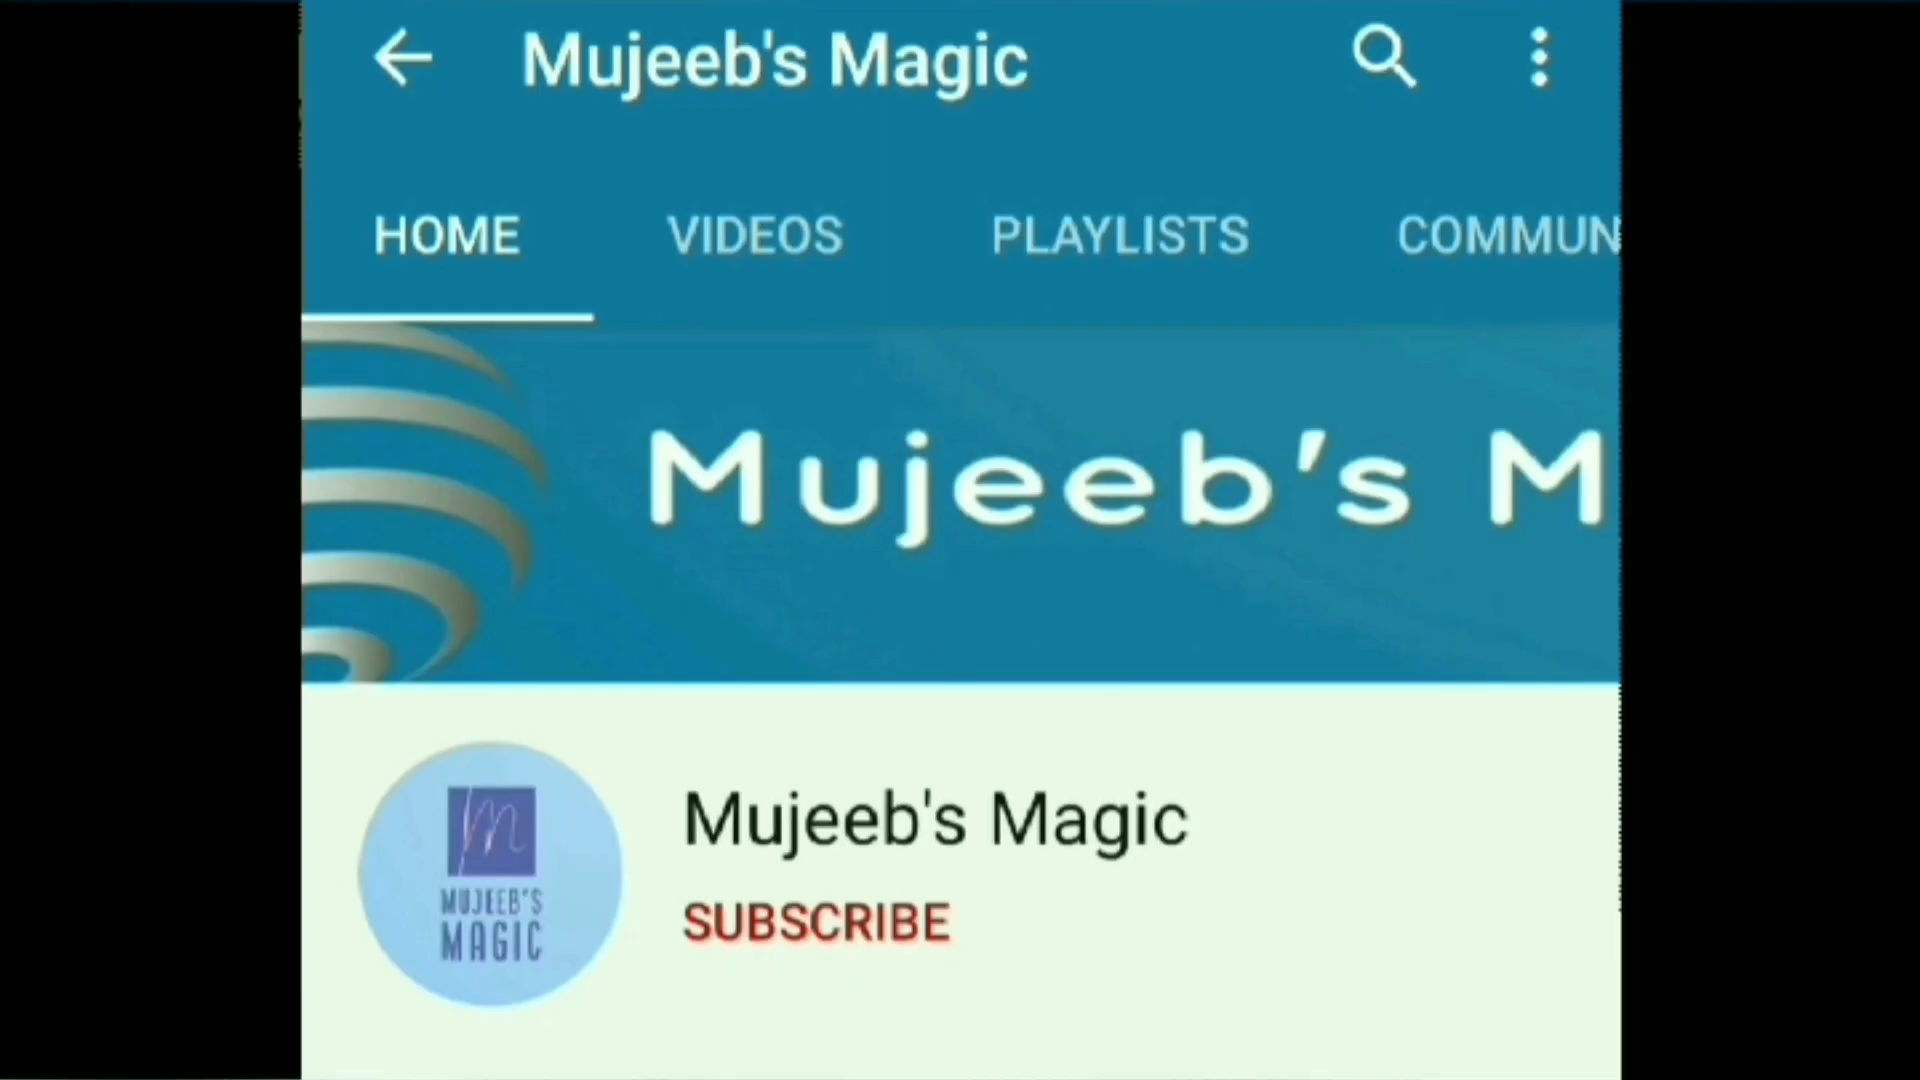 Mujeeb's Magic
HOME VIDEOS PLAYLISTS COMMUN
Mujeeb's M
m
MUJEEB'S
MAGIC
Mujeeb's Magic
SUBSCRIBE